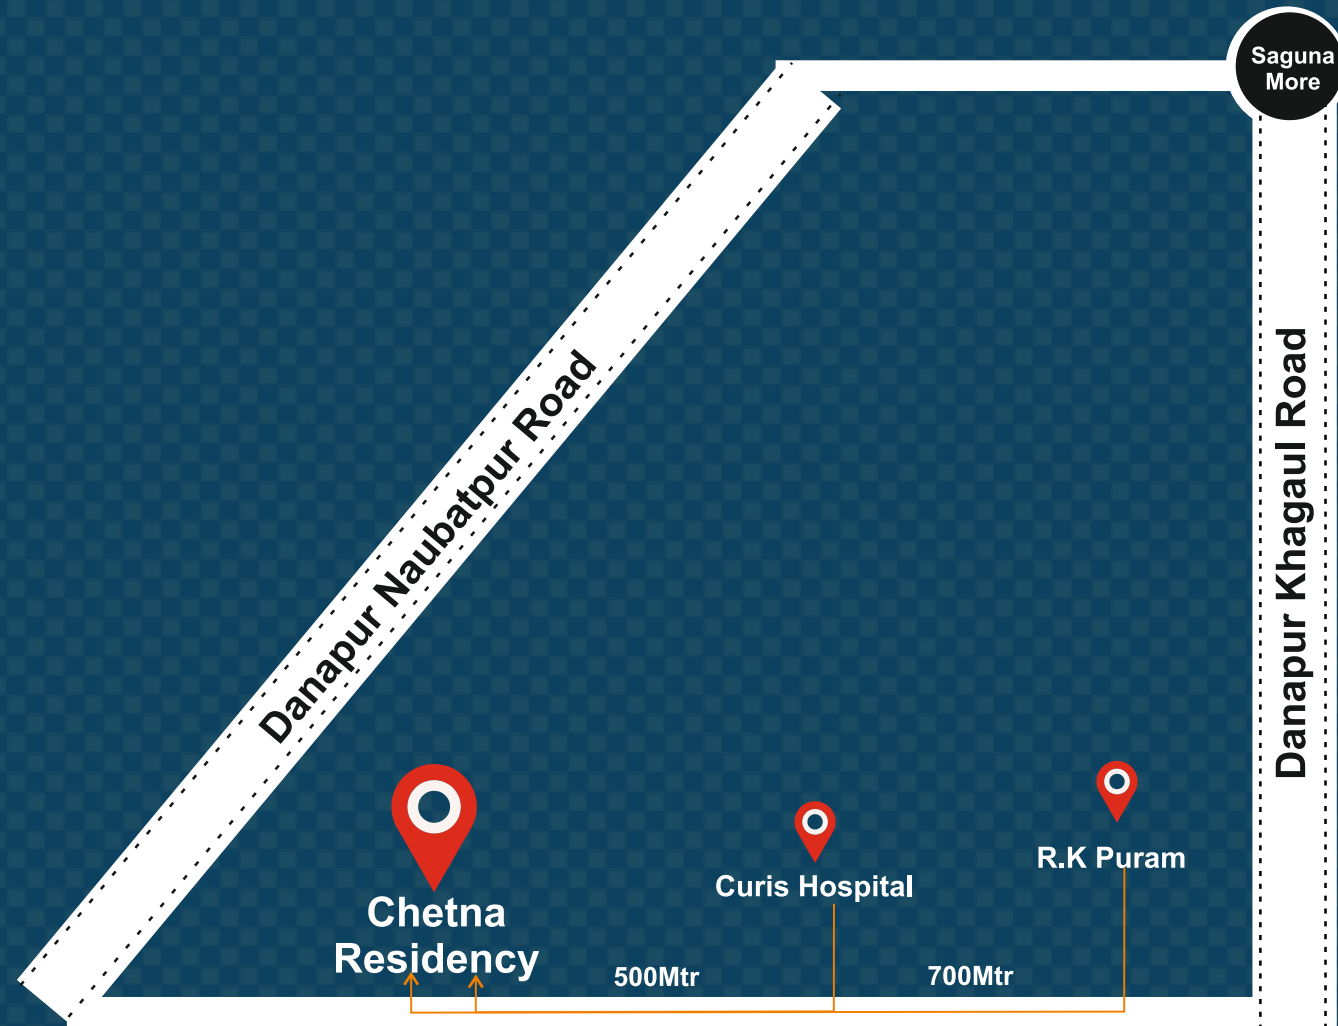 Saguna
More
Danapur Naubatpur Road
Danapur Khagaul Road
R.K Puram
Curis Hospital
Chetna
Residency
500Mtr
700Mtr